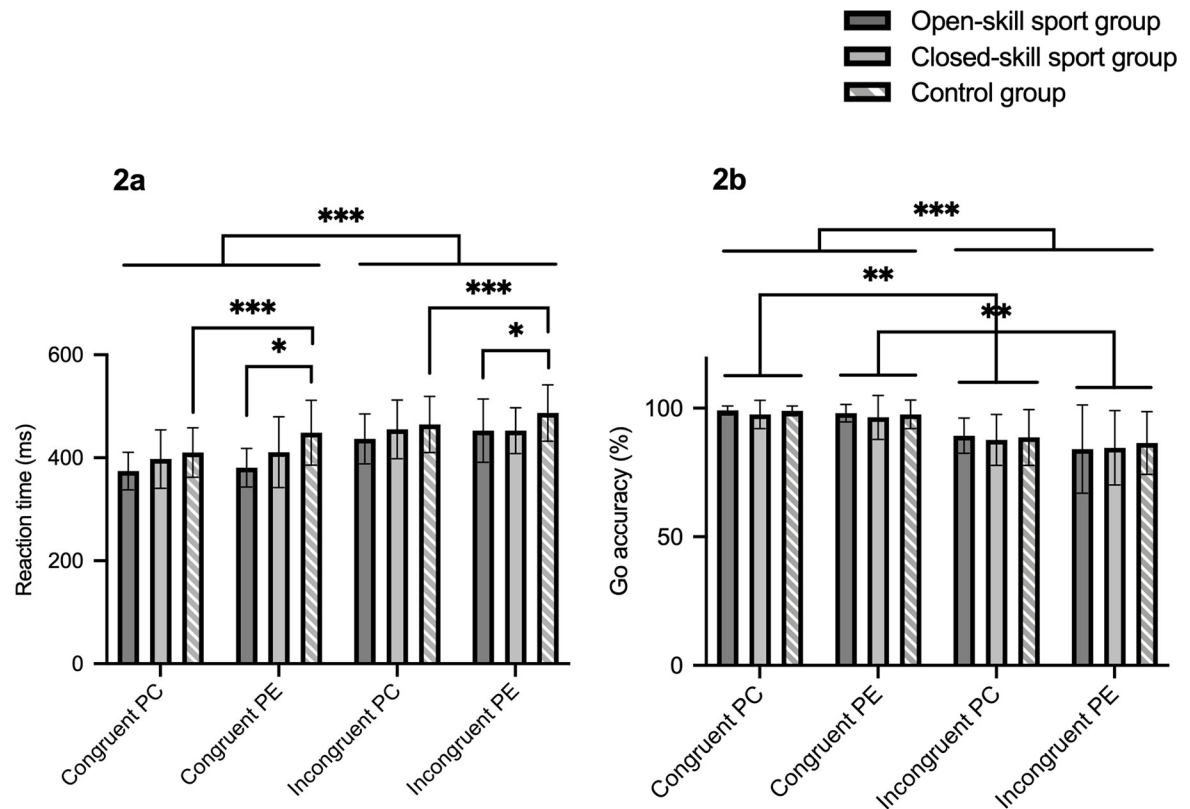 Open-skill sport group
Closed-skill sport group
Control group
2a
***
***
***
*
*
600
400
200
0
Reaction time (ms)
Congruent PC
Congruent PE
Incongruent PC
Incongruent PE
2b
***
**
**
100
50
0
Go accuracy (%)
Congruent PC
Congruent PE
Incongruent PC
Incongruent PE